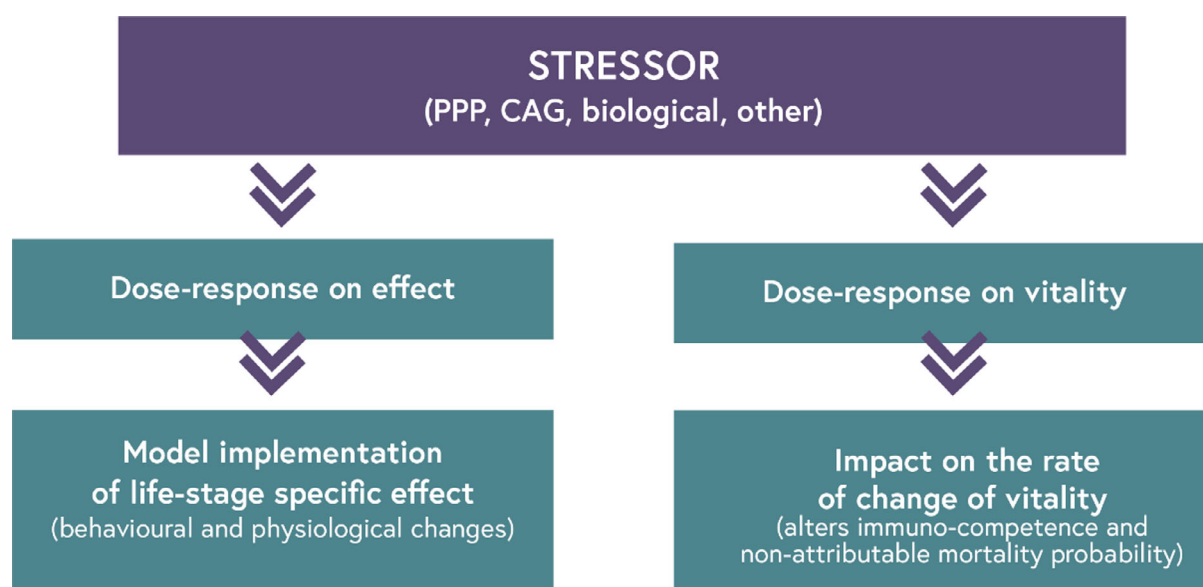 STRESSOR
(PPP, CAG, biological, other)
Dose-response on effect
Dose-response on vitality
Model implementation
of life-stage specific effect
(behavioural and physiological changes)
Impact on the rate
of change of vitality
(alters immuno-competence and
non-attributable mortality probability)